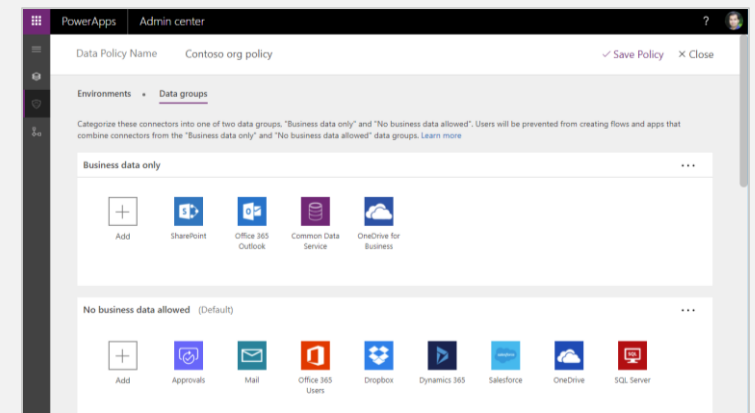 PowerApps Admin center ?
Data Policy Name Contoso org policy Save Policy Close
Environments Data groups
Categorize these connectors into one of two data groups, "Business data only" and "No business data allowed". Users will be prevented from creating flows and apps that
combine connectors from the "Business data only" and "No business data allowed" data groups. Learn more
Business data only
Add SharePoint Office 365 Common Data OneDrive for
Outlook Service Business
No business data allowed (Default)
Add Approvals Mail Office 365 Dropbox Dynamics 365 Salesforce OneDrive SQL Server
Users